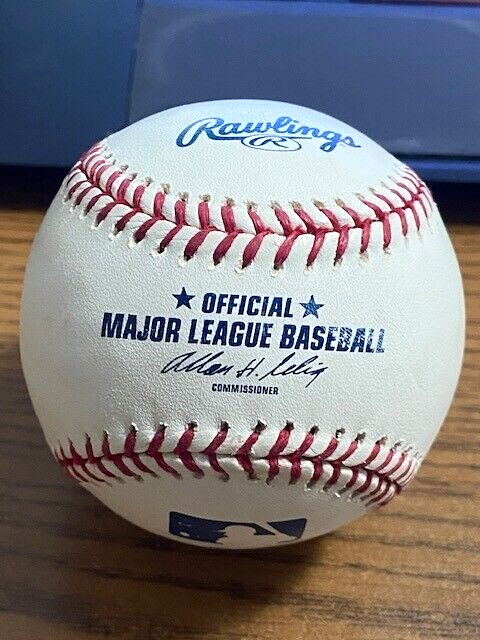 Rawlings
R
OFFICIAL
MAJOR LEAGUE BASEBALL
Allan H. Selig
COMMISSIONER